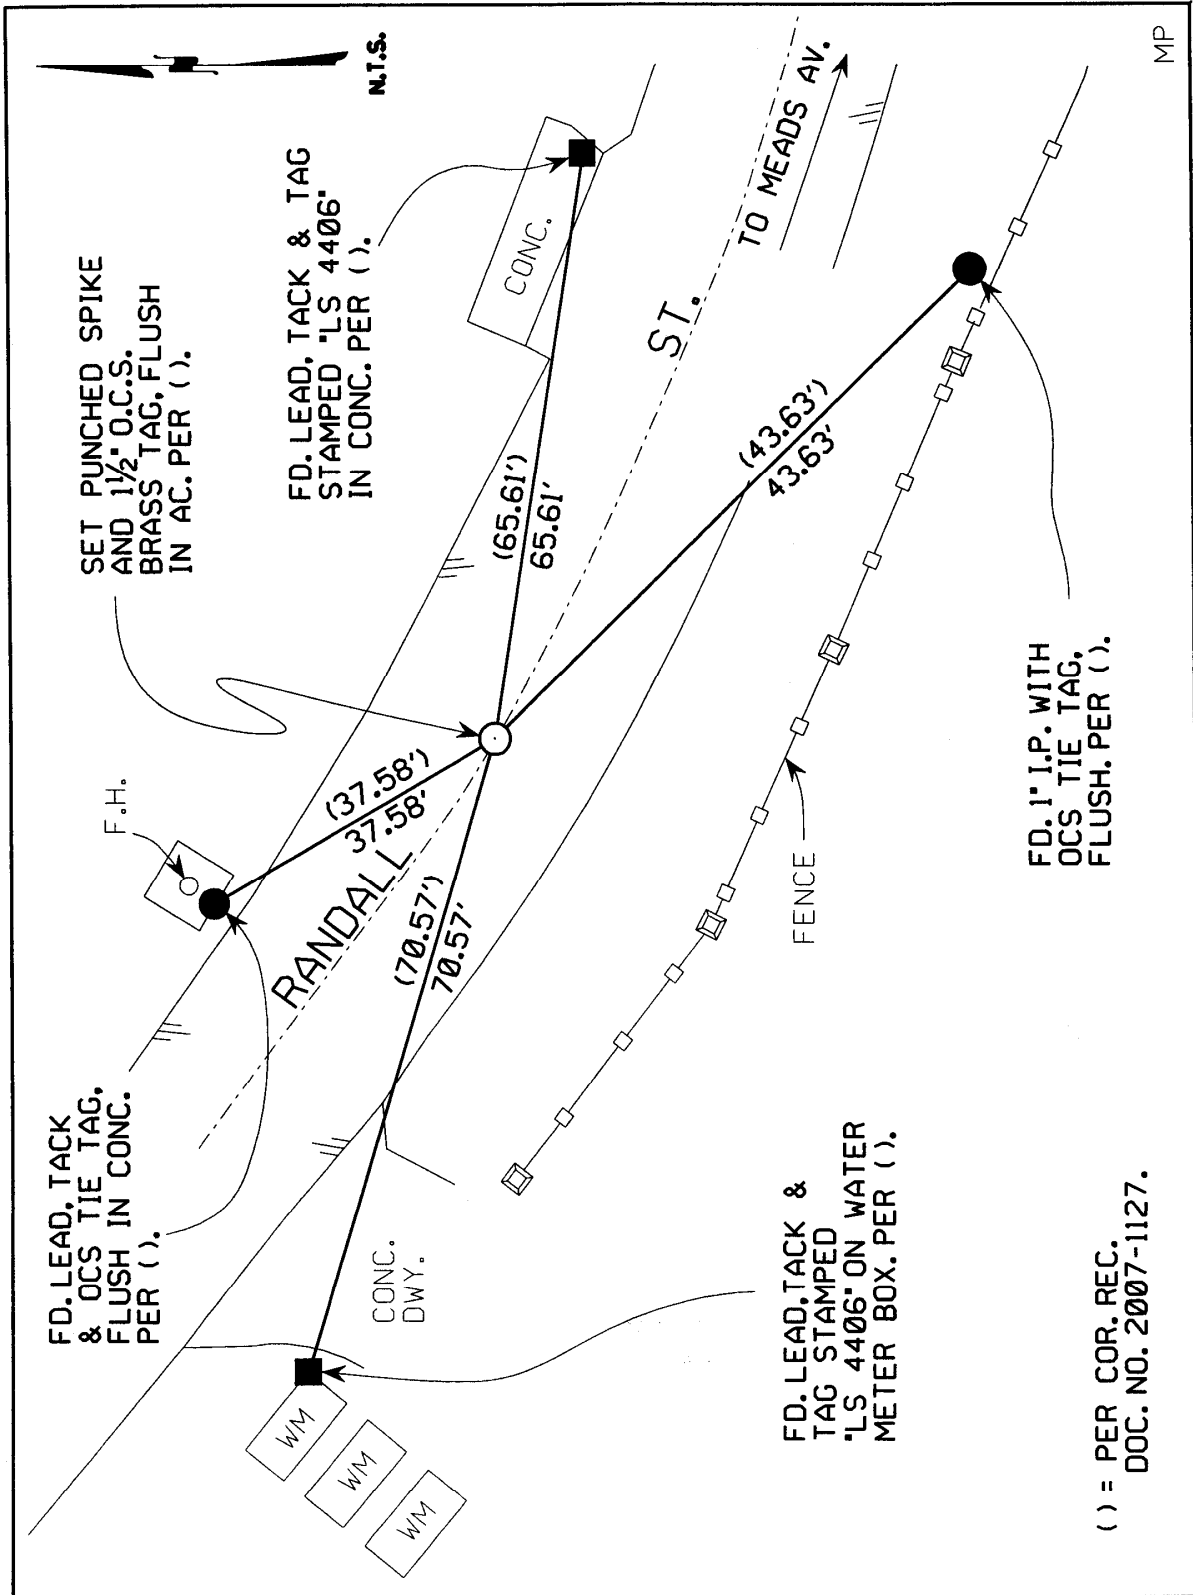 SET PUNCHED SPIKE
AND 1½" O.C.S.
BRASS TAG, FLUSH
IN AC. PER ( ).
N.T.S.
F.H.
FD. LEAD, TACK & TAG
STAMPED "LS 4406"
IN CONC. PER ( ).
CONC.
FD. LEAD, TACK
& OCS TIE TAG,
FLUSH IN CONC.
PER ( ).
(37.58')
37.58'
(65.61')
65.61'
RANDALL
ST.
(70.57')
70.57'
TO MEADS AV.
(43.63')
43.63'
WM
WM
WM
CONC.
DWY.
FENCE
FD. LEAD, TACK &
TAG STAMPED
"LS 4406" ON WATER
METER BOX. PER ( ).
FD. 1" I.P. WITH
OCS TIE TAG,
FLUSH. PER ( ).
( ) = PER COR. REC.
DOC. NO. 2007-1127.
MP